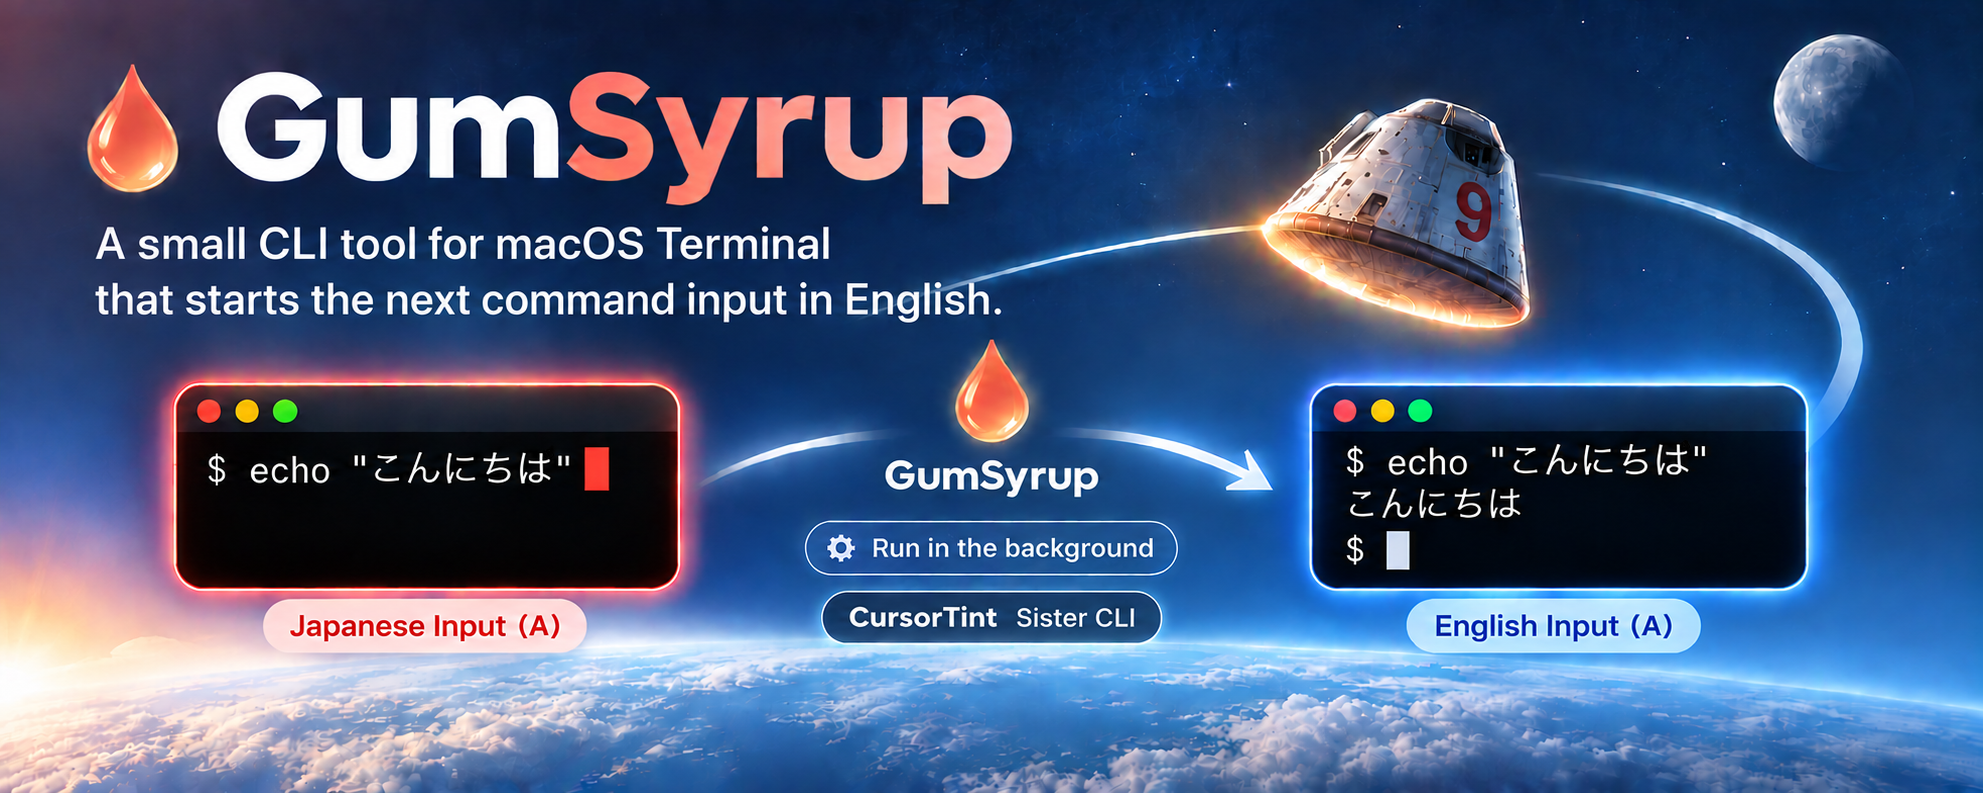 GumSyrup
A small CLI tool for macOS Terminal
that starts the next command input in English.
9
$ echo "こんにちは"
Japanese Input (A)
GumSyrup
Run in the background
CursorTint Sister CLI
$ echo "こんにちは"
こんにちは
$
English Input (A)